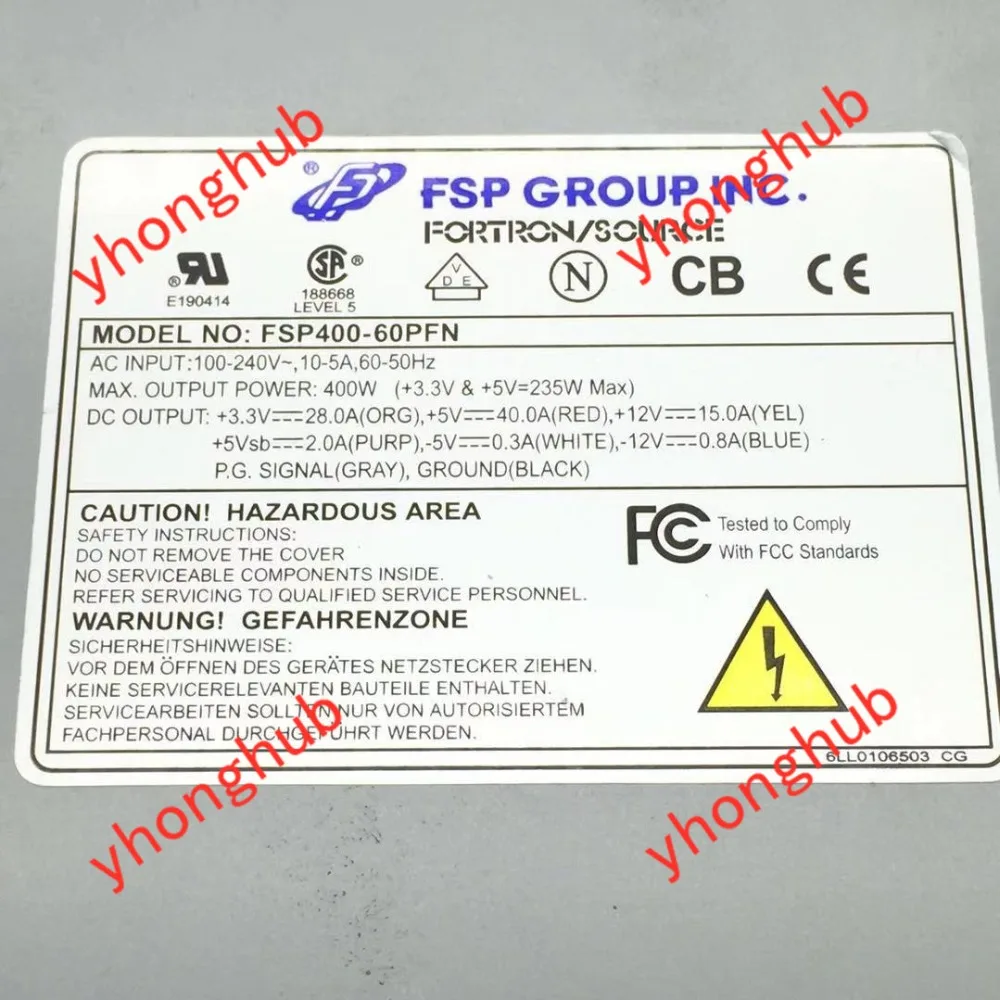 yhonghub
yhonghub
® FSP GROUP INC.
FORTRON/SOURCE
® RU SA ® VDE N CB CE
E190414
188668
LEVEL 5
MODEL NO: FSP400-60PFN
AC INPUT:100-240V~,10-5A,60-50Hz
MAX. OUTPUT POWER: 400W (+3.3V & +5V=235W Max)
DC OUTPUT: +3.3V⎓28.0A(ORG),+5V⎓40.0A(RED),+12V⎓15.0A(YEL)
+5Vsb⎓2.0A(PURP),-5V⎓0.3A(WHITE),-12V⎓0.8A(BLUE)
P.G. SIGNAL(GRAY), GROUND(BLACK)
CAUTION! HAZARDOUS AREA
SAFETY INSTRUCTIONS:
DO NOT REMOVE THE COVER
NO SERVICEABLE COMPONENTS INSIDE.
REFER SERVICING TO QUALIFIED SERVICE PERSONNEL.
FCC Tested to Comply
With FCC Standards
WARNUNG! GEFAHRENZONE
SICHERHEITSHINWEISE:
VOR DEM ÖFFNEN DES GERÄTES NETZSTECKER ZIEHEN.
KEINE SERVICERELEVANTEN BAUTEILE ENTHALTEN.
SERVICEARBEITEN SOLLTEN NUR VON AUTORISIERTEM
FACHPERSONAL DURCHGEFÜHRT WERDEN.
6LL0106503 CG
yhonghub
yhonghub